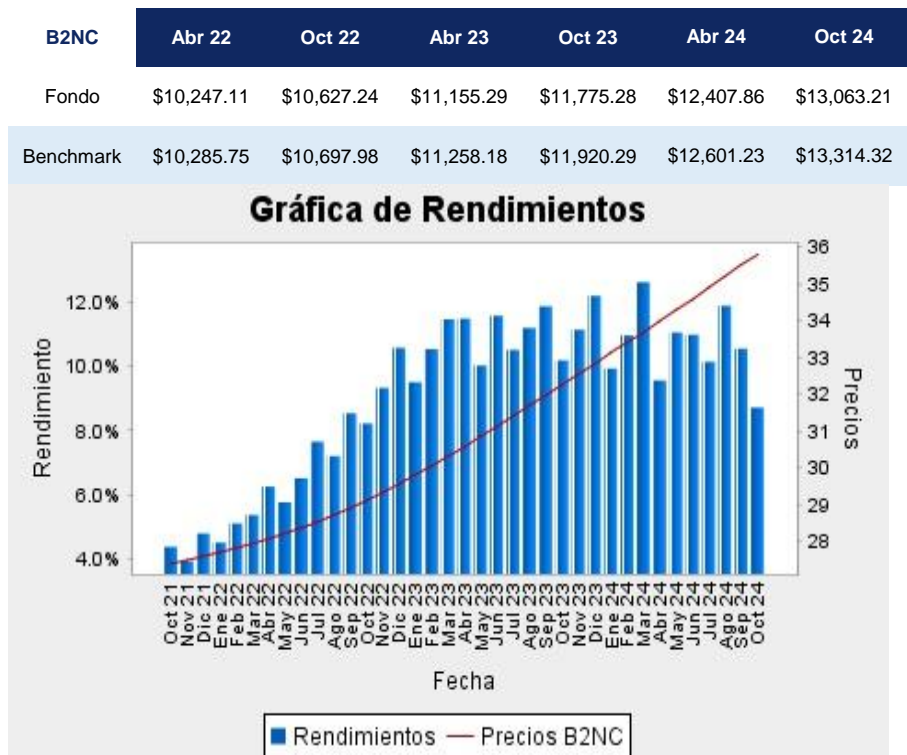 B2NC Abr 22 Oct 22 Abr 23 Oct 23 Abr 24 Oct 24
Fondo $10,247.11 $10,627.24 $11,155.29 $11,775.28 $12,407.86 $13,063.21
Benchmark $10,285.75 $10,697.98 $11,258.18 $11,920.29 $12,601.23 $13,314.32
Gráfica de Rendimientos
Rendimiento
12.0%
10.0%
8.0%
6.0%
4.0%
36
35
34
33
32
31
30
29
28
Precios
Oct 21
Nov 21
Dic 21
Ene 22
Feb 22
Mar 22
Abr 22
May 22
Jun 22
Jul 22
Ago 22
Sep 22
Oct 22
Nov 22
Dic 22
Ene 23
Feb 23
Mar 23
Abr 23
May 23
Jun 23
Jul 23
Ago 23
Sep 23
Oct 23
Nov 23
Dic 23
Ene 24
Feb 24
Mar 24
Abr 24
May 24
Jun 24
Jul 24
Ago 24
Sep 24
Oct 24
Fecha
Rendimientos Precios B2NC